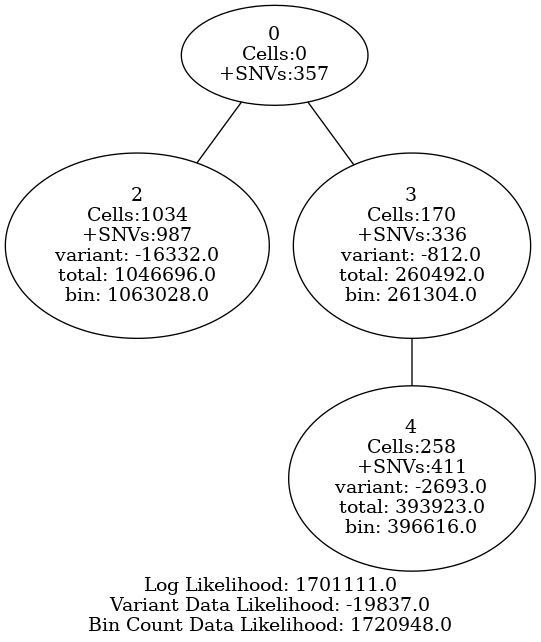 0
Cells:0
+SNVs:357
2
Cells:1034
+SNVs:987
variant: -16332.0
total: 1046696.0
bin: 1063028.0
3
Cells:170
+SNVs:336
variant: -812.0
total: 260492.0
bin: 261304.0
4
Cells:258
+SNVs:411
variant: -2693.0
total: 393923.0
bin: 396616.0
Log Likelihood: 1701111.0
Variant Data Likelihood: -19837.0
Bin Count Data Likelihood: 1720948.0